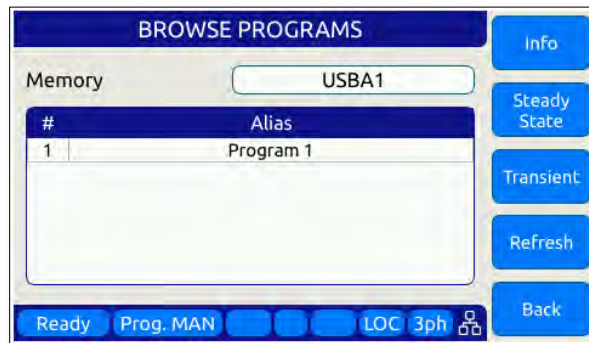 BROWSE PROGRAMS
Memory USBA1
# Alias
1 Program 1
Ready Prog. MAN LOC 3ph
Info
Steady
State
Transient
Refresh
Back